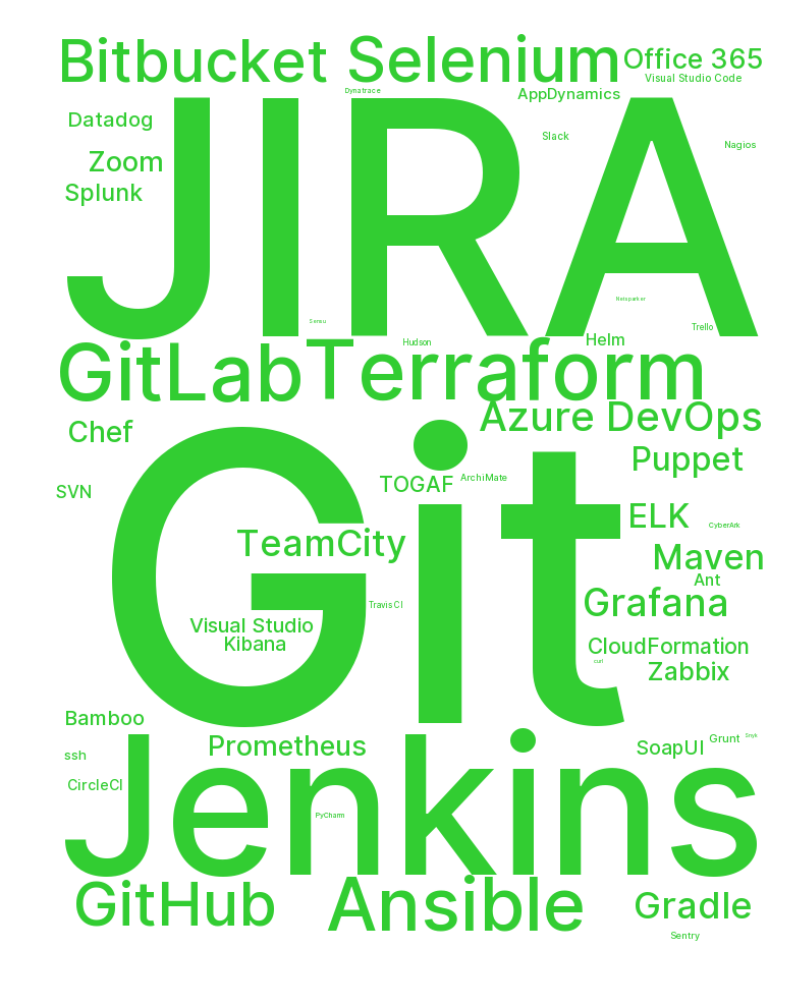 Bitbucket
Selenium
Office 365
Visual Studio Code
Dynatrace
AppDynamics
Datadog
JIRA
Slack
Nagios
Zoom
Splunk
Sensu
Trello
Hudson
Helm
GitLab
Terraform
Azure DevOps
Chef
Puppet
Git
TOGAF
ArchiMate
SVN
ELK
CyberArk
TeamCity
Maven
Ant
Grafana
Travis CI
Visual Studio
Kibana
CloudFormation
curl
Zabbix
Bamboo
Prometheus
SoapUI
Grunt
Snyk
ssh
Jenkins
CircleCI
PyCharm
GitHub
Ansible
Gradle
Sentry